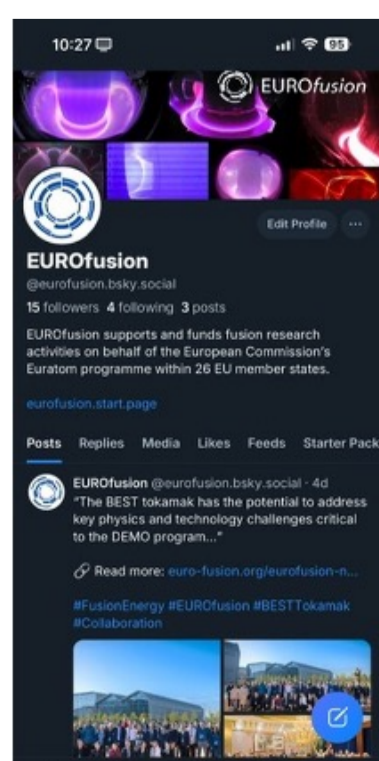 10:27
95
EUROfusion
Edit Profile
EUROfusion
@eurofusion.bsky.social
15 followers 4 following 3 posts
EUROfusion supports and funds fusion research
activities on behalf of the European Commission's
Euratom programme within 26 EU member states.
eurofusion.start.page
Posts Replies Media Likes Feeds Starter Pack
EUROfusion @eurofusion.bsky.social · 4d
"The BEST tokamak has the potential to address
key physics and technology challenges critical
to the DEMO program..."
🔗 Read more: euro-fusion.org/eurofusion-n...
#FusionEnergy #EUROfusion #BESTTokamak
#Collaboration